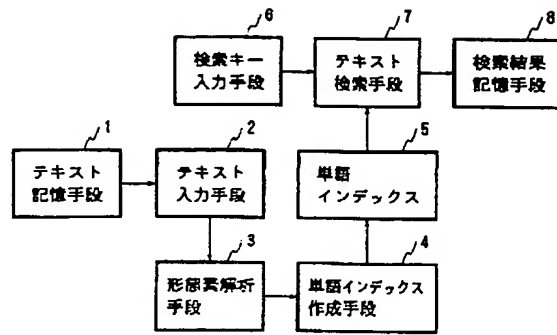 6
検索キー
入力手段
7
テキスト
検索手段
8
検索結果
記憶手段
1
テキスト
記憶手段
2
テキスト
入力手段
5
単語
インデックス
3
形態素解析
手段
4
単語インデックス
作成手段